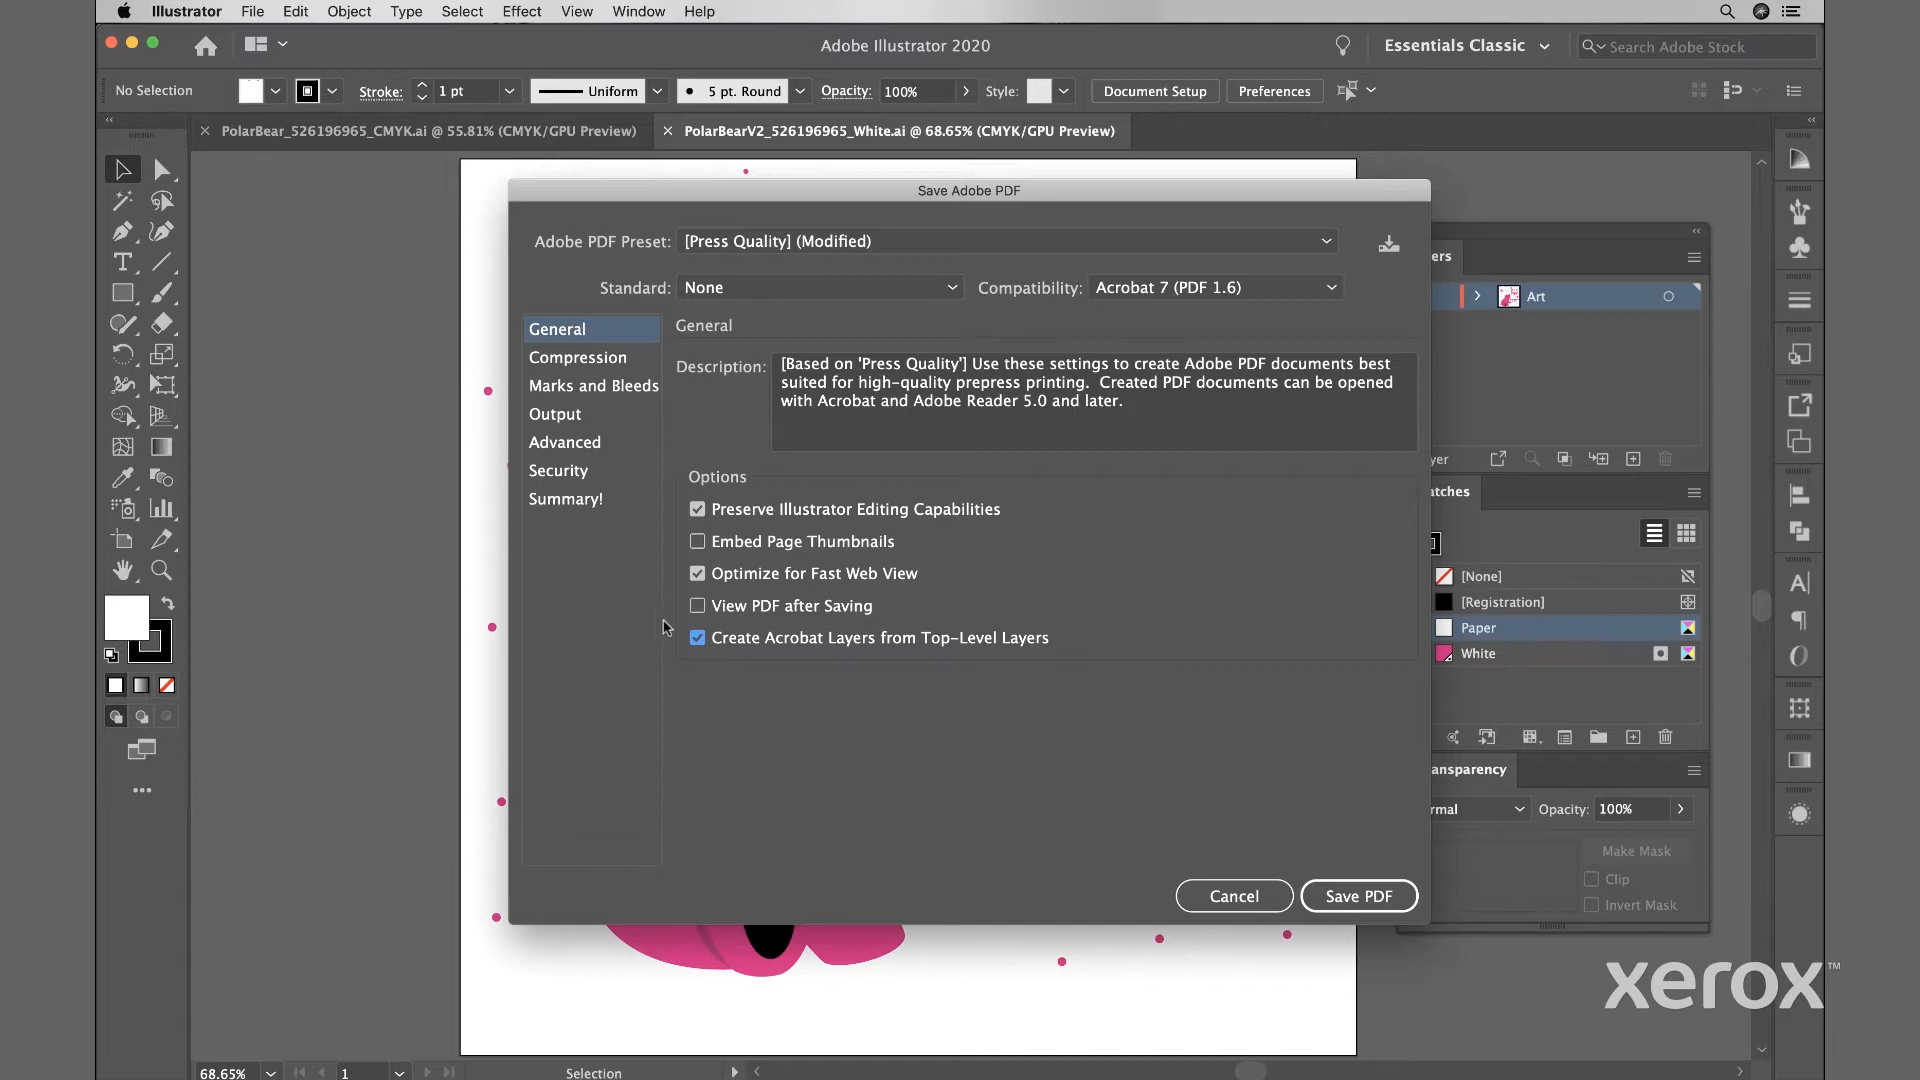 Illustrator File Edit Object Type Select Effect View Window Help
Adobe Illustrator 2020
Essentials Classic
Search Adobe Stock
No Selection
Stroke: 1 pt
Uniform
5 pt. Round
Opacity: 100%
Style:
Document Setup
Preferences
PolarBear_526196965_CMYK.ai @ 55.81% (CMYK/GPU Preview)
PolarBearV2_526196965_White.ai @ 68.65% (CMYK/GPU Preview)
Save Adobe PDF
Adobe PDF Preset: [Press Quality] (Modified)
Standard: None
Compatibility: Acrobat 7 (PDF 1.6)
General
Compression
Marks and Bleeds
Output
Advanced
Security
Summary!
General
Description: [Based on 'Press Quality'] Use these settings to create Adobe PDF documents best
suited for high-quality prepress printing. Created PDF documents can be opened
with Acrobat and Adobe Reader 5.0 and later.
Options
Preserve Illustrator Editing Capabilities
Embed Page Thumbnails
Optimize for Fast Web View
View PDF after Saving
Create Acrobat Layers from Top-Level Layers
Cancel
Save PDF
ers
Art
yer
atches
[None]
[Registration]
Paper
White
ansparency
rmal
Opacity: 100%
Make Mask
Clip
Invert Mask
xerox™
68.65%
1
Selection